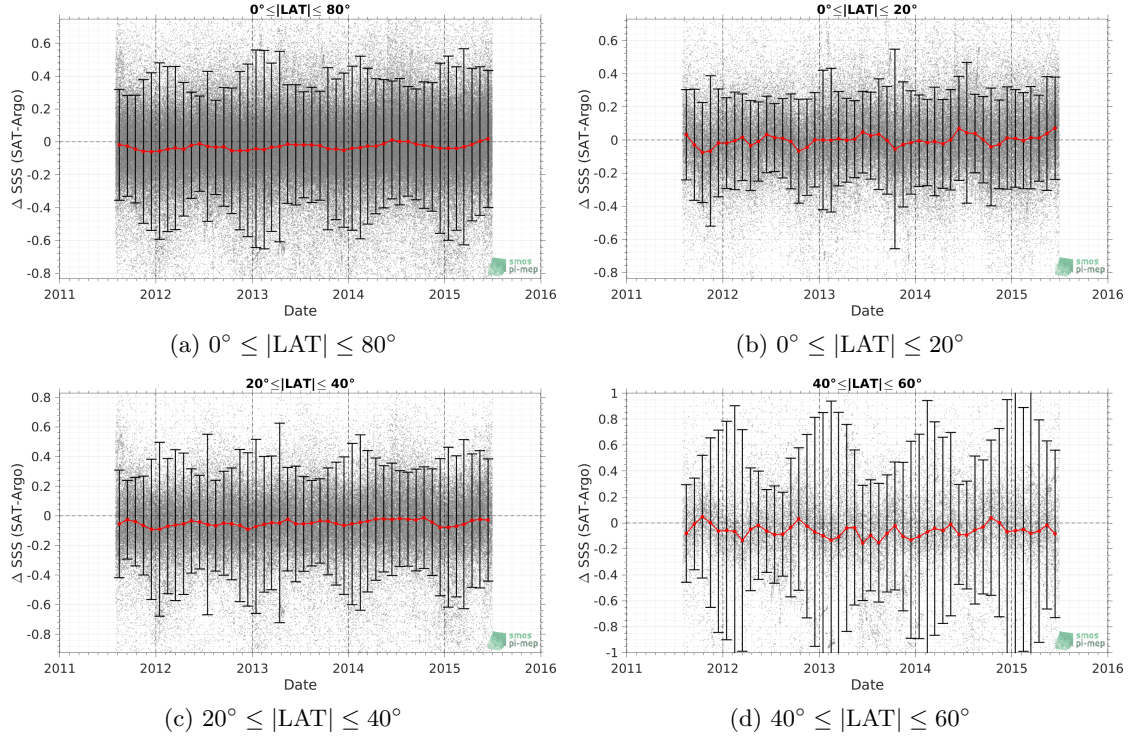 0°≤|LAT|≤ 80°
Δ SSS (SAT-Argo)
0.6
0.4
0.2
0
-0.2
-0.4
-0.6
-0.8
smos
pi-mep
2011 2012 2013 2014 2015 2016
Date
(a) 0° ≤ |LAT| ≤ 80°
0°≤|LAT|≤ 20°
Δ SSS (SAT-Argo)
0.6
0.4
0.2
0
-0.2
-0.4
-0.6
-0.8
smos
pi-mep
2011 2012 2013 2014 2015 2016
Date
(b) 0° ≤ |LAT| ≤ 20°
20°≤|LAT|≤ 40°
Δ SSS (SAT-Argo)
0.8
0.6
0.4
0.2
0
-0.2
-0.4
-0.6
-0.8
smos
pi-mep
2011 2012 2013 2014 2015 2016
Date
(c) 20° ≤ |LAT| ≤ 40°
40°≤|LAT|≤ 60°
Δ SSS (SAT-Argo)
1
0.8
0.6
0.4
0.2
0
-0.2
-0.4
-0.6
-0.8
-1
smos
pi-mep
2011 2012 2013 2014 2015 2016
Date
(d) 40° ≤ |LAT| ≤ 60°